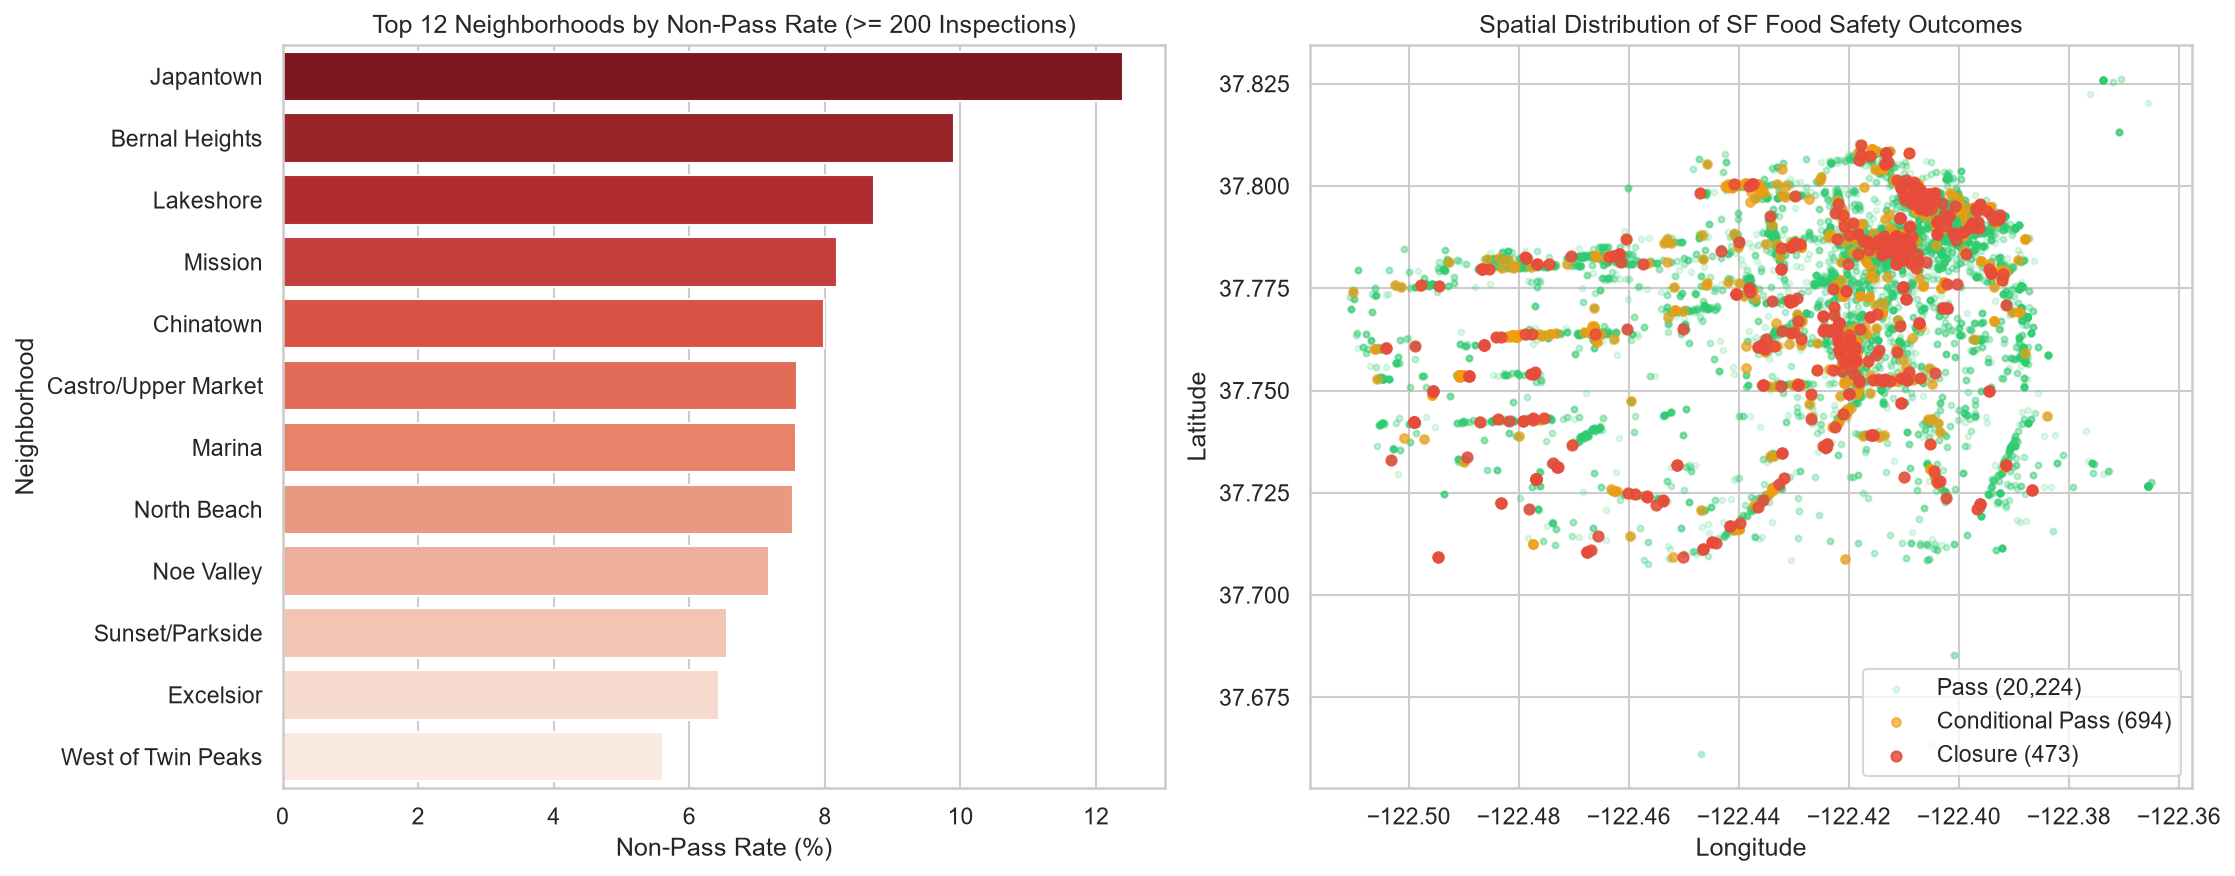 Top 12 Neighborhoods by Non-Pass Rate (>= 200 Inspections)
Neighborhood
Japantown
Bernal Heights
Lakeshore
Mission
Chinatown
Castro/Upper Market
Marina
North Beach
Noe Valley
Sunset/Parkside
Excelsior
West of Twin Peaks
0 2 4 6 8 10 12
Non-Pass Rate (%)
Spatial Distribution of SF Food Safety Outcomes
Latitude
37.825
37.800
37.775
37.750
37.725
37.700
37.675
Pass (20,224)
Conditional Pass (694)
Closure (473)
−122.50 −122.48 −122.46 −122.44 −122.42 −122.40 −122.38 −122.36
Longitude